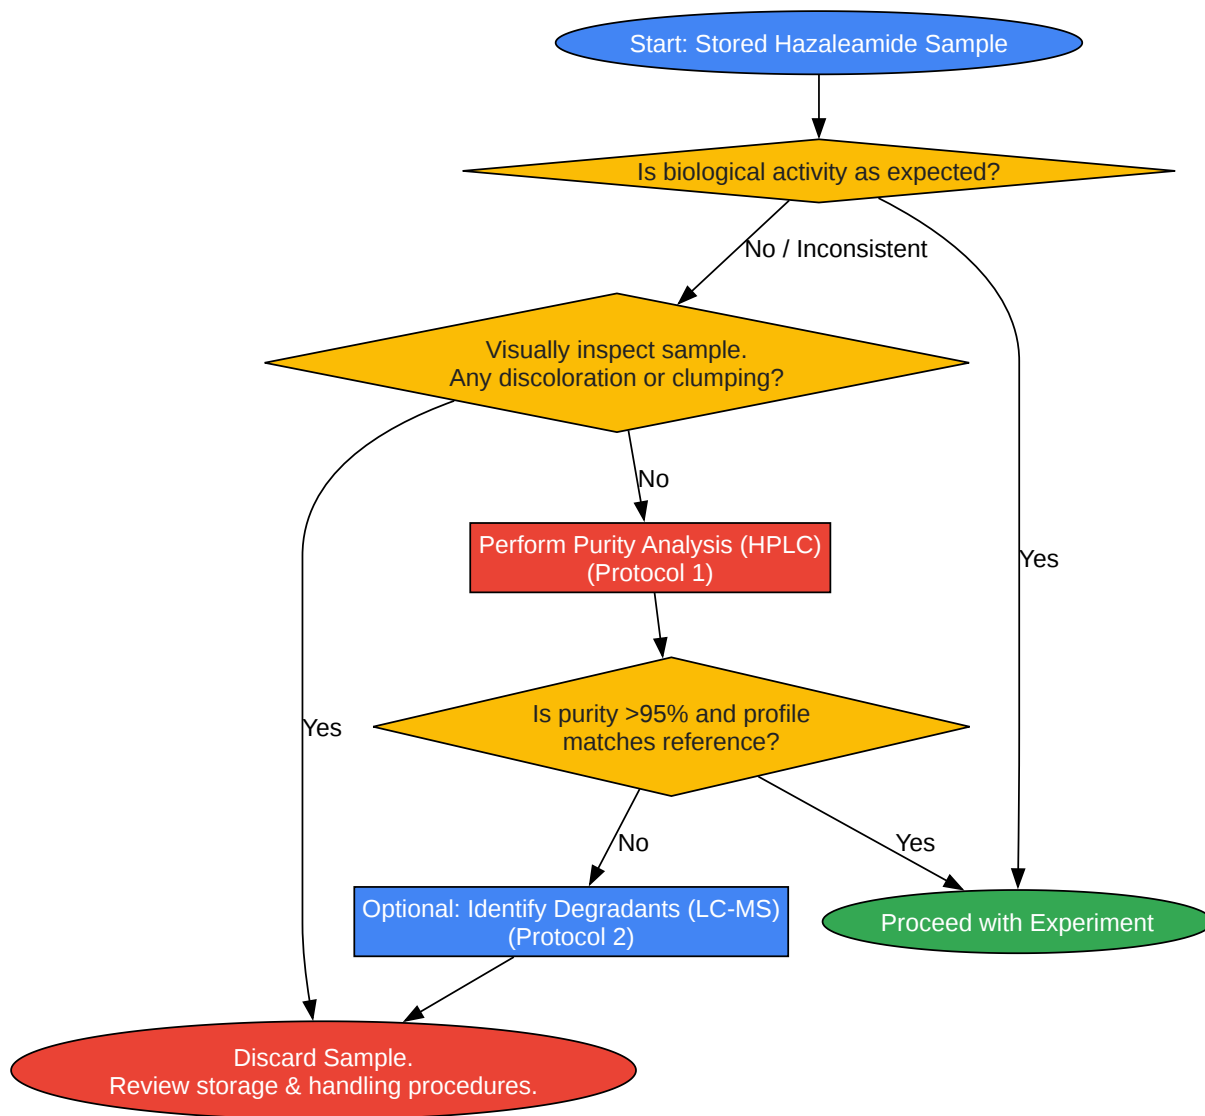 Start: Stored Hazaleamide Sample
Is biological activity as expected?
No / Inconsistent
Visually inspect sample.
Any discoloration or clumping?
No
Perform Purity Analysis (HPLC)
(Protocol 1)
Yes
Is purity >95% and profile
matches reference?
Yes
No
Yes
Optional: Identify Degradants (LC-MS)
(Protocol 2)
Proceed with Experiment
Discard Sample.
Review storage & handling procedures.